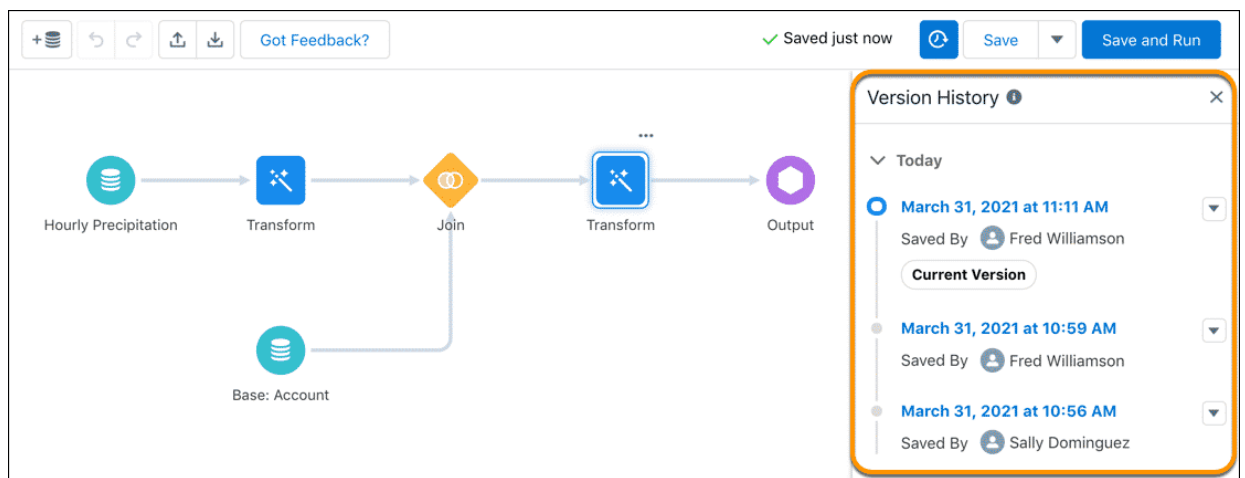 Got Feedback?
Saved just now
Save
Save and Run
Version History
Today
Hourly Precipitation
Transform
Join
Transform
Output
March 31, 2021 at 11:11 AM
Saved By Fred Williamson
Current Version
March 31, 2021 at 10:59 AM
Saved By Fred Williamson
Base: Account
March 31, 2021 at 10:56 AM
Saved By Sally Dominguez